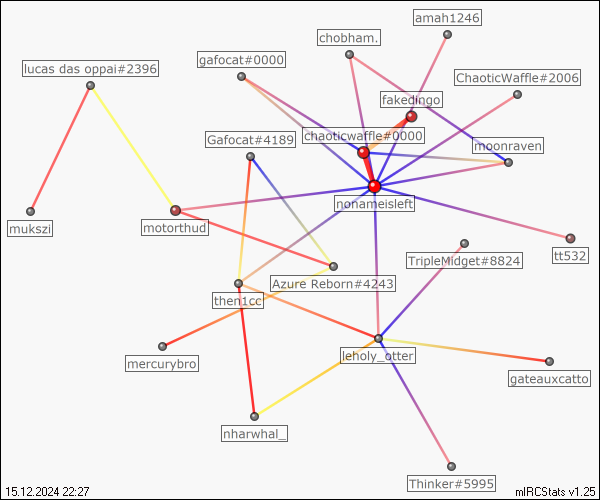 amah1246
chobham.
gafocat#0000
lucas das oppai#2396
ChaoticWaffle#2006
fakedingo
chaoticwaffle#0000
Gafocat#4189
moonraven
nonameisleft
mukszi
motorthud
tt532
TripleMidget#8824
Azure Reborn#4243
then1cc
leholy_otter
mercurybro
gateauxcatto
nharwhal_
Thinker#5995
15.12.2024 22:27
mIRCStats v1.25